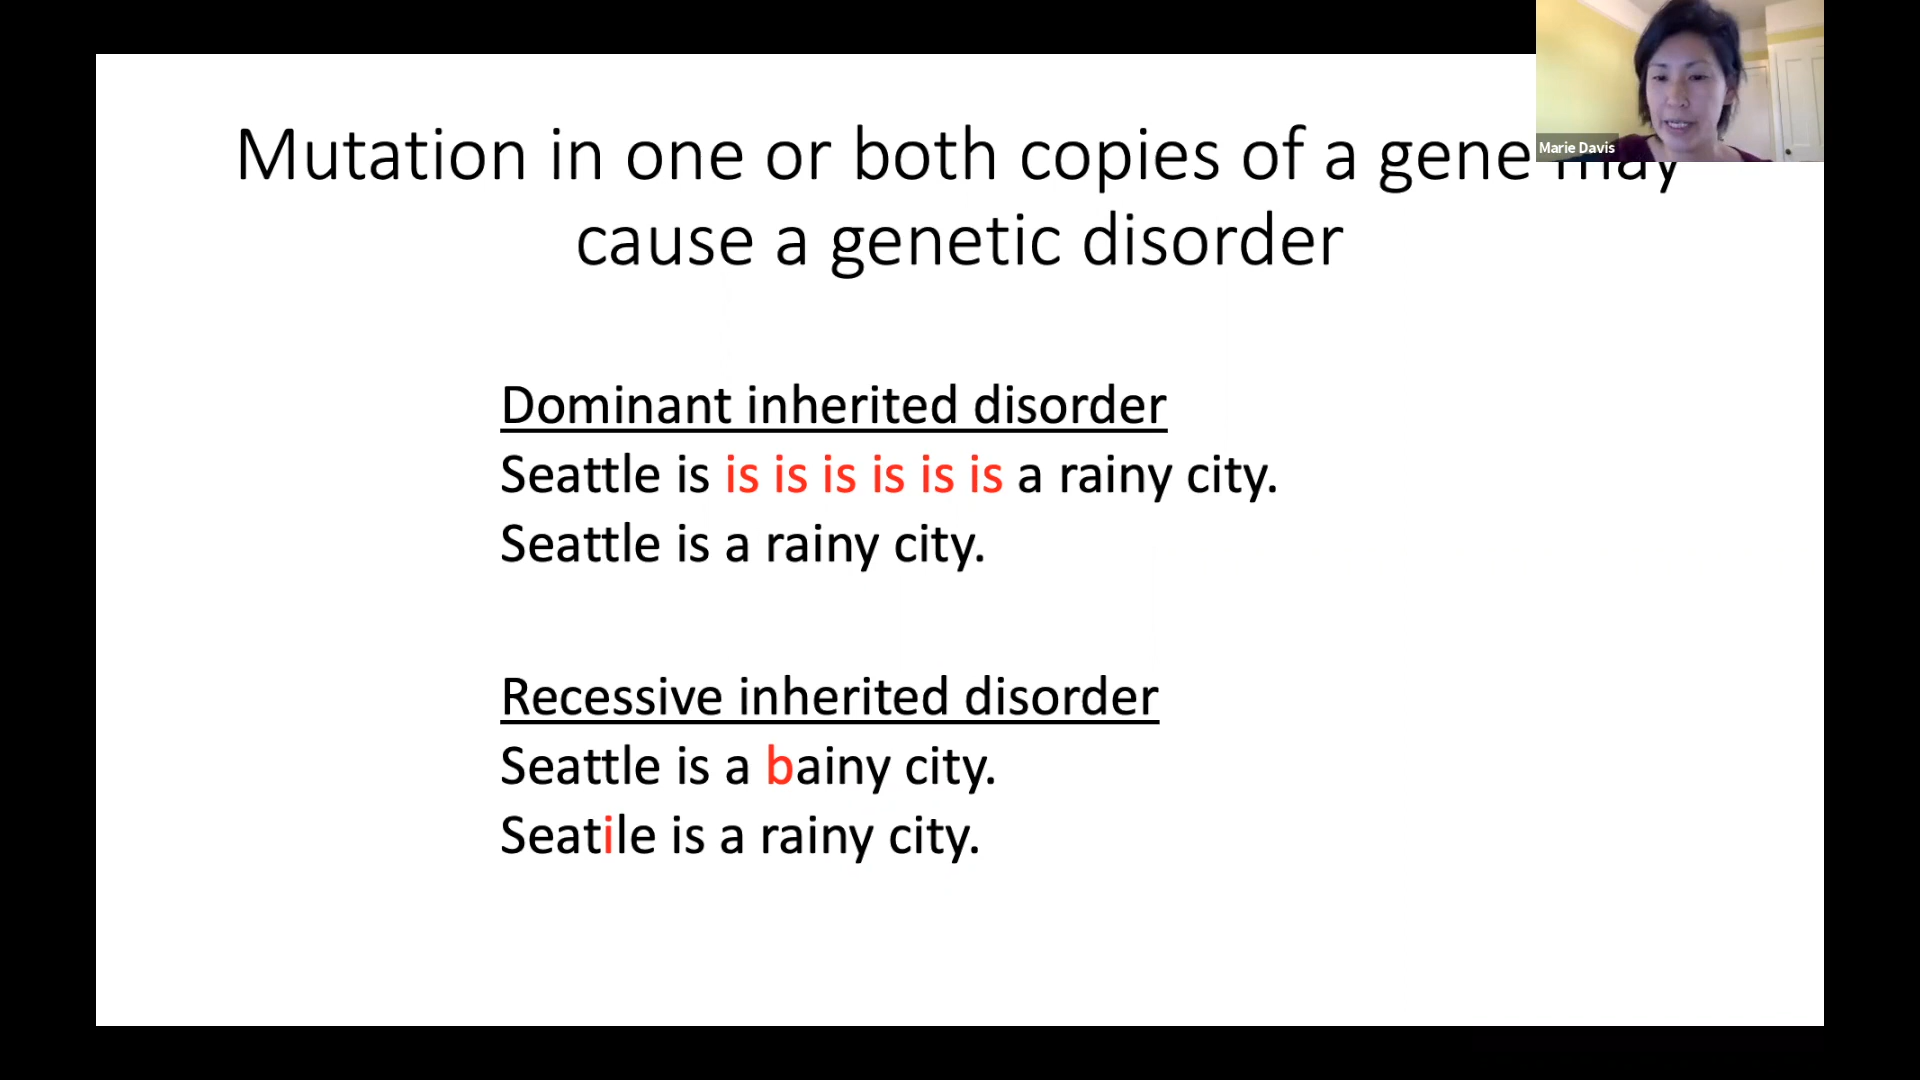 Marie Davis
Mutation in one or both copies of a gene may
cause a genetic disorder
Dominant inherited disorder
Seattle is is is is is is is a rainy city.
Seattle is a rainy city.
Recessive inherited disorder
Seattle is a bainy city.
Seatile is a rainy city.